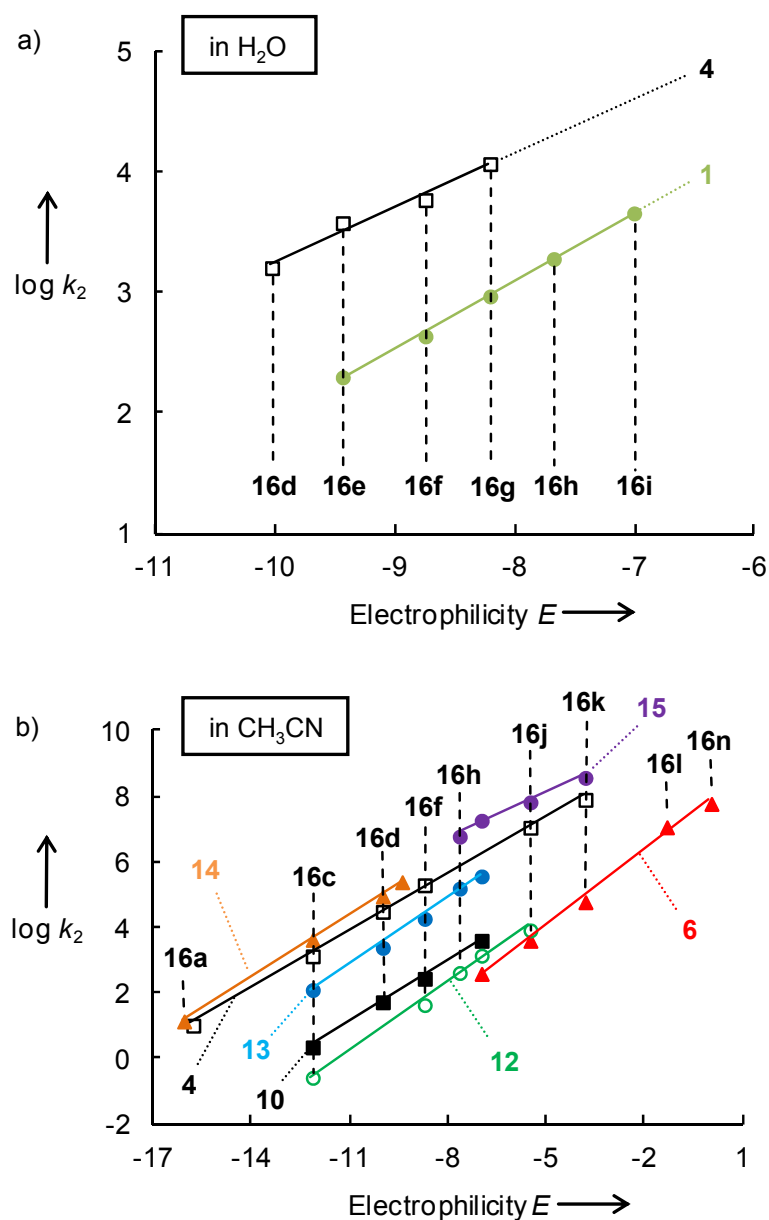 a)
in H₂O
5
4
3
2
1
log k₂
4
1
16d 16e 16f 16g 16h 16i
-11 -10 -9 -8 -7 -6
Electrophilicity E
b)
in CH₃CN
10
8
6
4
2
0
-2
log k₂
16k
15
16j
16n
16h
16l
16f
16d
14
16c
16a
6
13
12
4
10
-17 -14 -11 -8 -5 -2 1
Electrophilicity E